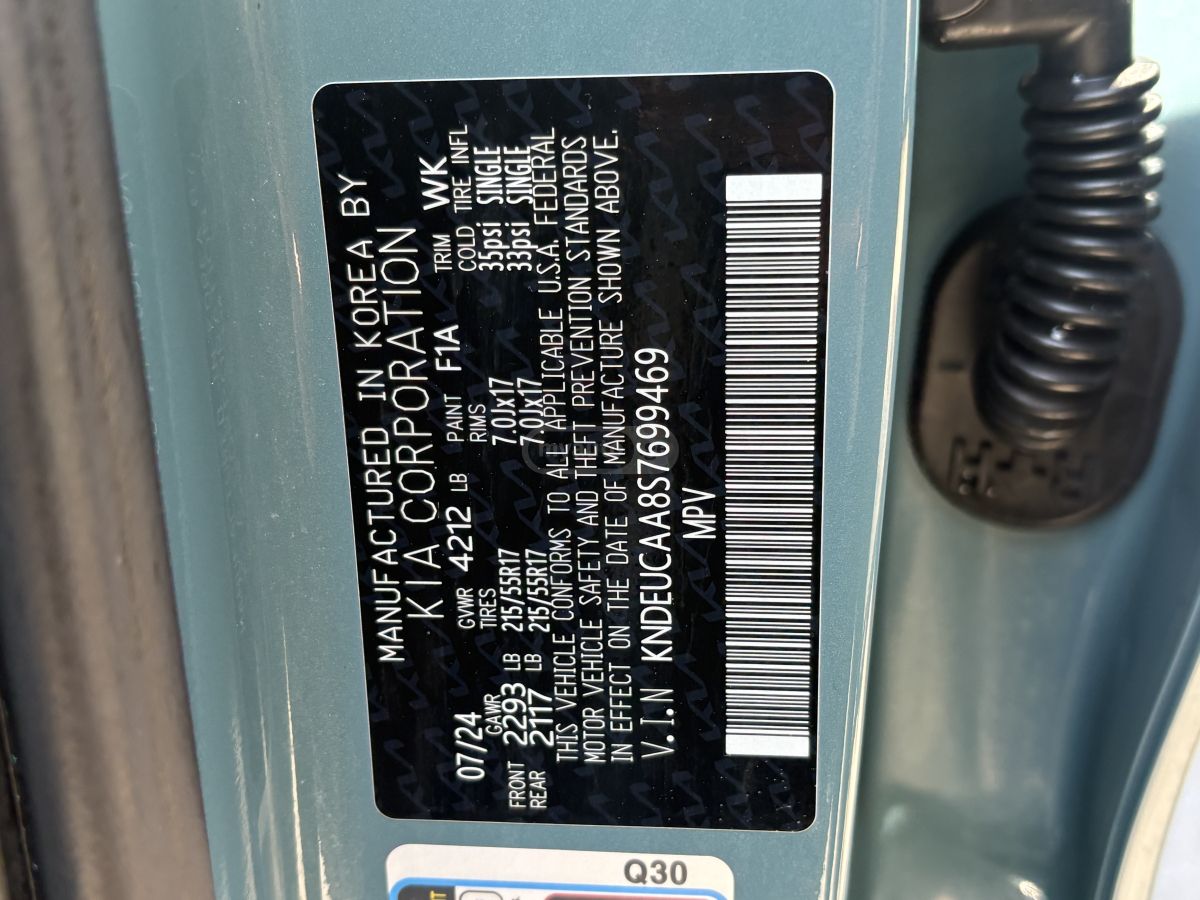 MANUFACTURED IN KOREA BY
KIA CORPORATION
07/24 GVWR 4212 LB PAINT F1A TRIM WK
GAWR TIRES RIMS COLD TIRE INFL
FRONT 2293 LB 215/55R17 7.0Jx17 35psi SINGLE
REAR 2117 LB 215/55R17 7.0Jx17 33psi SINGLE
THIS VEHICLE CONFORMS TO ALL APPLICABLE U.S.A. FEDERAL
MOTOR VEHICLE SAFETY AND THEFT PREVENTION STANDARDS
IN EFFECT ON THE DATE OF MANUFACTURE SHOWN ABOVE.
V.I.N KNDEUCAA8S7699469
MPV
Q30